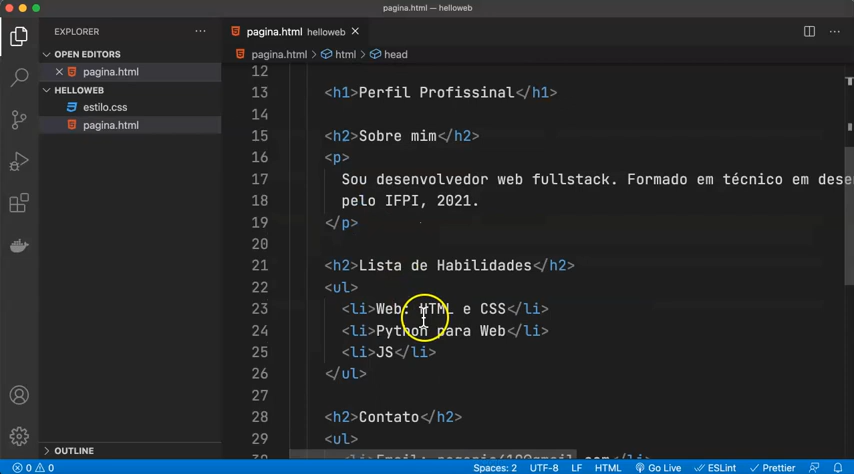 pagina.html — helloweb
EXPLORER
OPEN EDITORS
pagina.html
HELLOWEB
estilo.css
pagina.html
OUTLINE
pagina.html helloweb
pagina.html > html > head
12
13 <h1>Perfil Profissinal</h1>
14
15 <h2>Sobre mim</h2>
16 <p>
17 Sou desenvolvedor web fullstack. Formado em técnico em dese
18 pelo IFPI, 2021.
19 </p>
20
21 <h2>Lista de Habilidades</h2>
22 <ul>
23 <li>Web: HTML e CSS</li>
24 <li>Python para Web</li>
25 <li>JS</li>
26 </ul>
27
28 <h2>Contato</h2>
29 <ul>
0 0 Spaces: 2 UTF-8 LF HTML Go Live ESLint Prettier